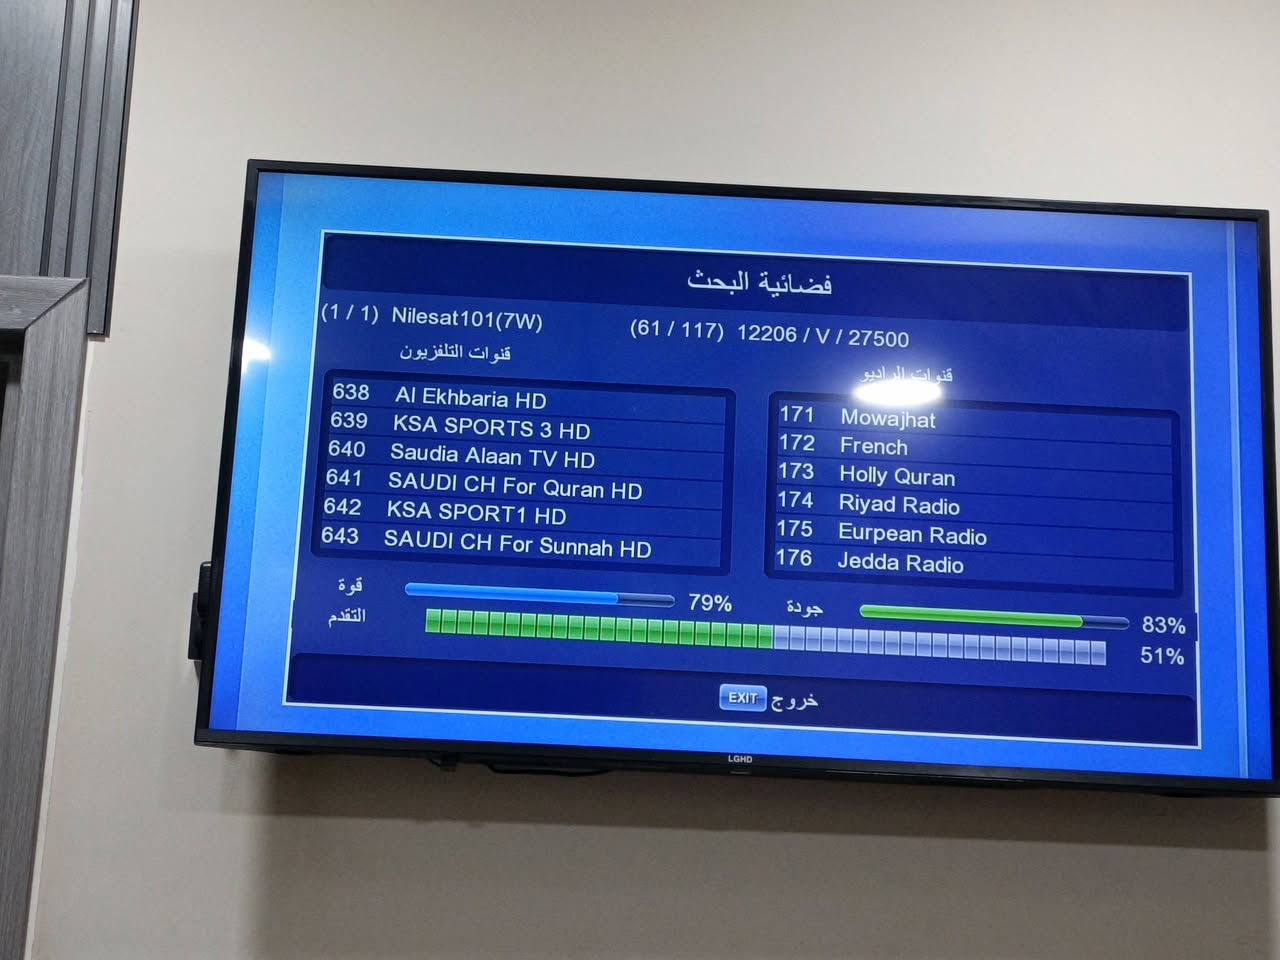 فضائية البحث
(1 / 1) Nilesat101(7W) (61 / 117) 12206 / V / 27500
قنوات التلفزيون
638 Al Ekhbaria HD
639 KSA SPORTS 3 HD
640 Saudia Alaan TV HD
641 SAUDI CH For Quran HD
642 KSA SPORT1 HD
643 SAUDI CH For Sunnah HD
قنوات الراديو
171 Mowajhat
172 French
173 Holly Quran
174 Riyad Radio
175 Eurpean Radio
176 Jedda Radio
قوة 79% جودة 83%
التقدم 51%
EXIT خروج
LGHD